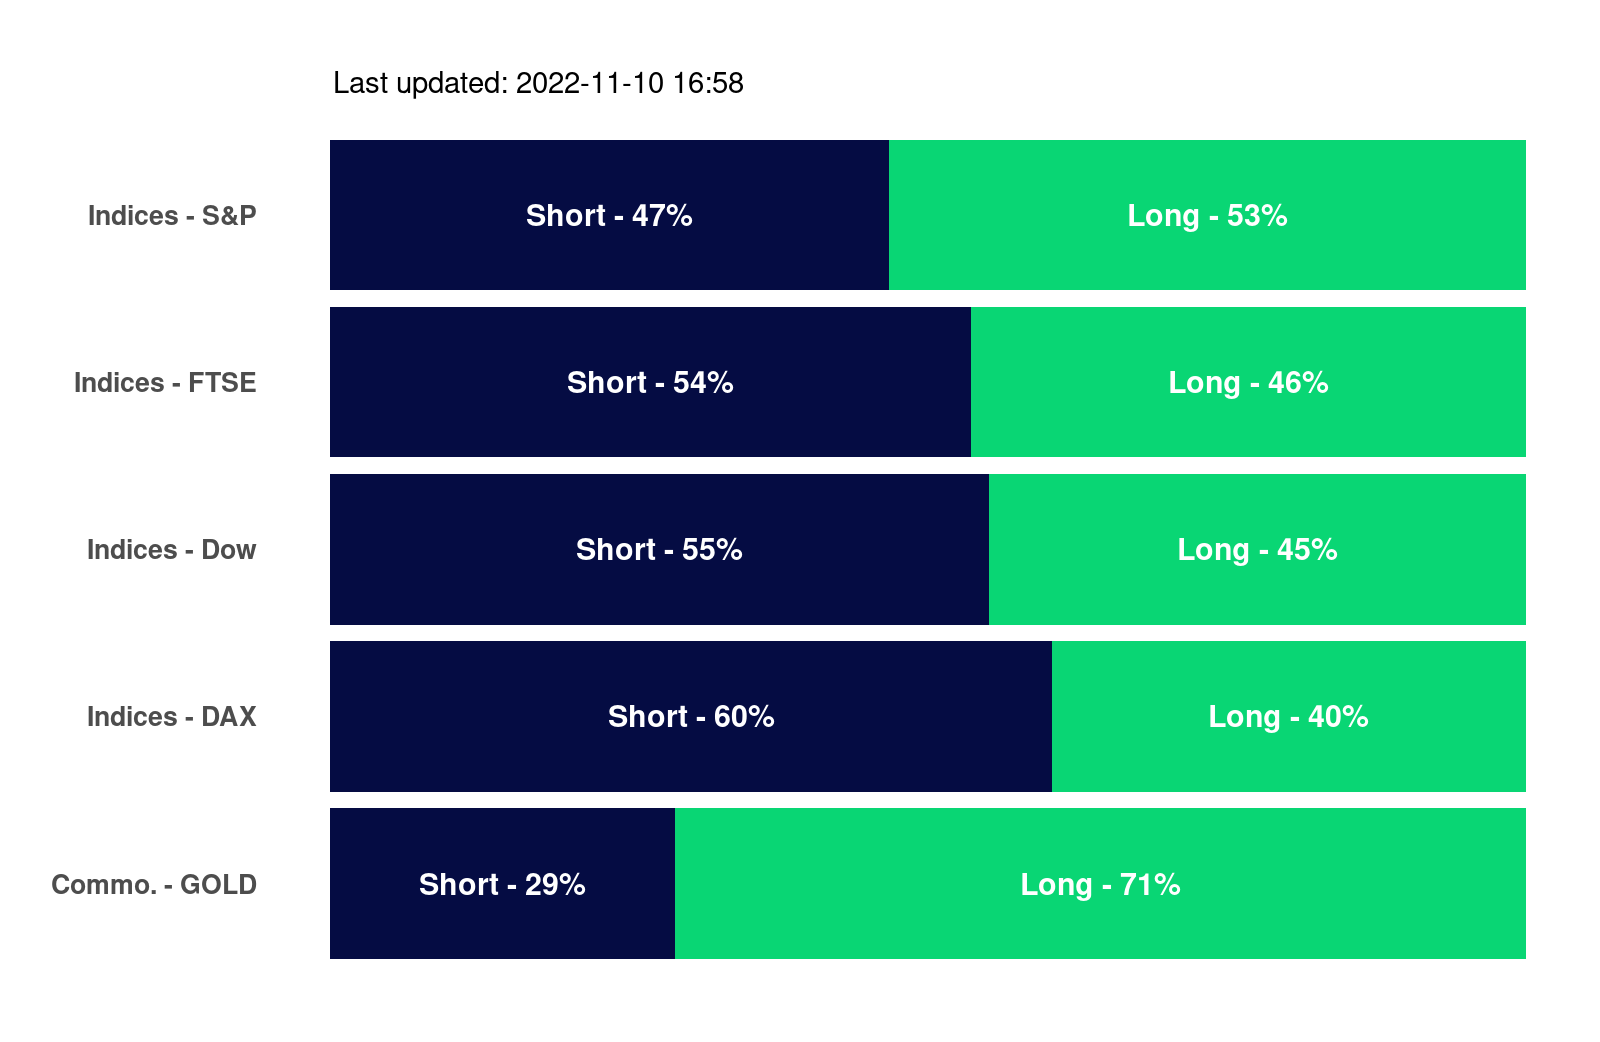 Last updated: 2022-11-10 16:58
Indices - S&P Short - 47% Long - 53%
Indices - FTSE Short - 54% Long - 46%
Indices - Dow Short - 55% Long - 45%
Indices - DAX Short - 60% Long - 40%
Commo. - GOLD Short - 29% Long - 71%